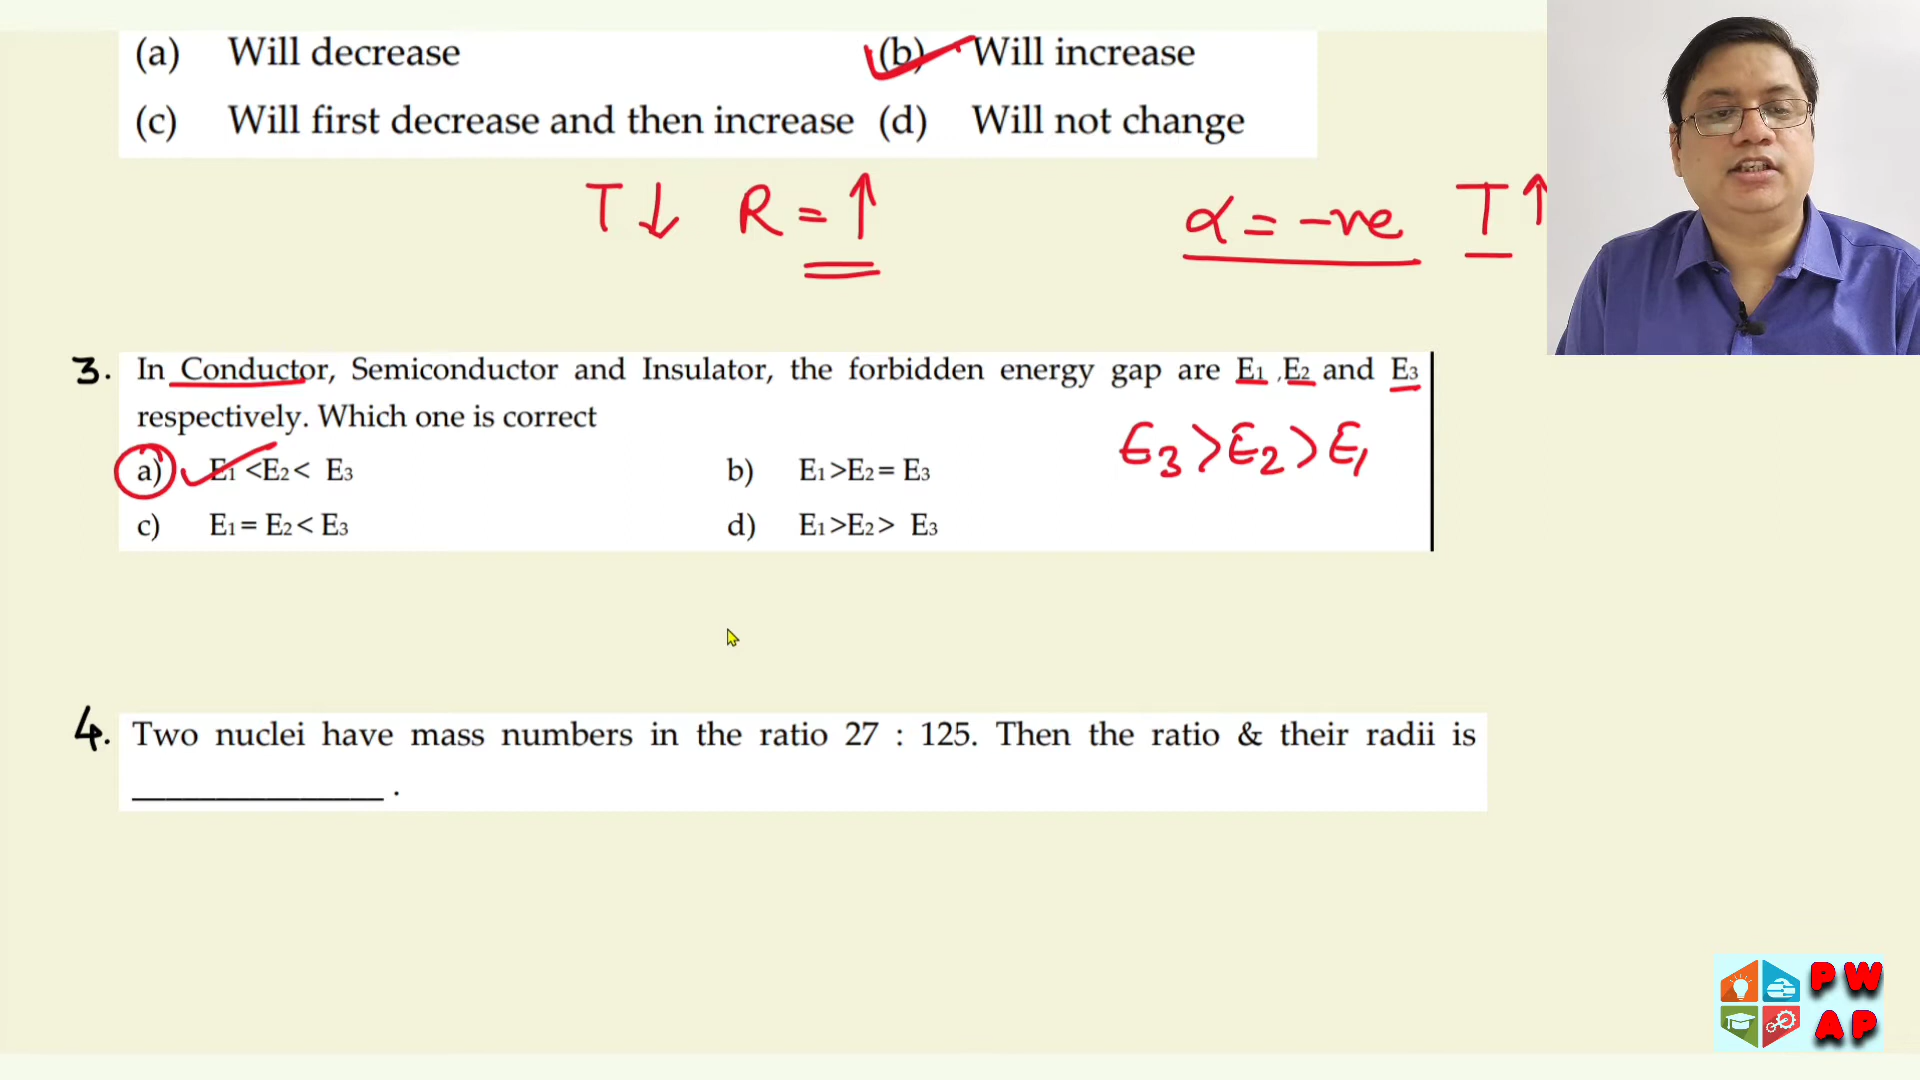 (a) Will decrease (b) Will increase
(c) Will first decrease and then increase (d) Will not change
T↓ R = ↑ α = -ve T↑
3. In Conductor, Semiconductor and Insulator, the forbidden energy gap are E1 ,E2 and E3
respectively. Which one is correct
E3 > E2 > E1
a) E1 <E2 < E3 b) E1 >E2 = E3
c) E1 = E2 < E3 d) E1 >E2 > E3
4. Two nuclei have mass numbers in the ratio 27 : 125. Then the ratio & their radii is
_______________ .
PW
AP